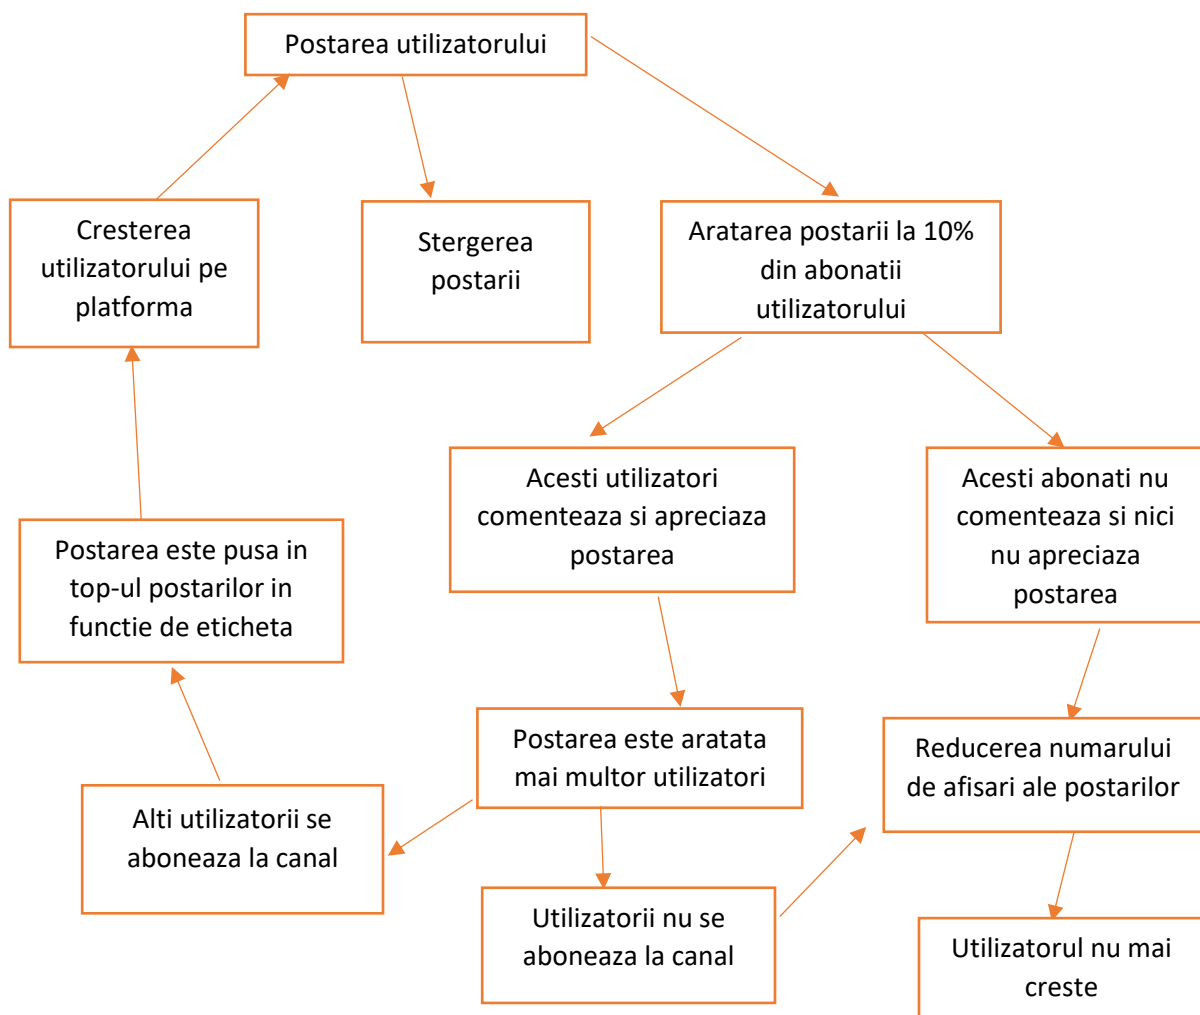 Postarea utilizatorului
Cresterea
utilizatorului pe
platforma
Stergerea
postarii
Aratarea postarii la 10%
din abonatii
utilizatorului
Acesti utilizatori
comenteaza si apreciaza
postarea
Acesti abonati nu
comenteaza si nici
nu apreciaza
postarea
Postarea este pusa in
top-ul postarilor in
functie de eticheta
Postarea este aratata
mai multor utilizatori
Reducerea numarului
de afisari ale postarilor
Alti utilizatorii se
aboneaza la canal
Utilizatorii nu se
aboneaza la canal
Utilizatorul nu mai
creste